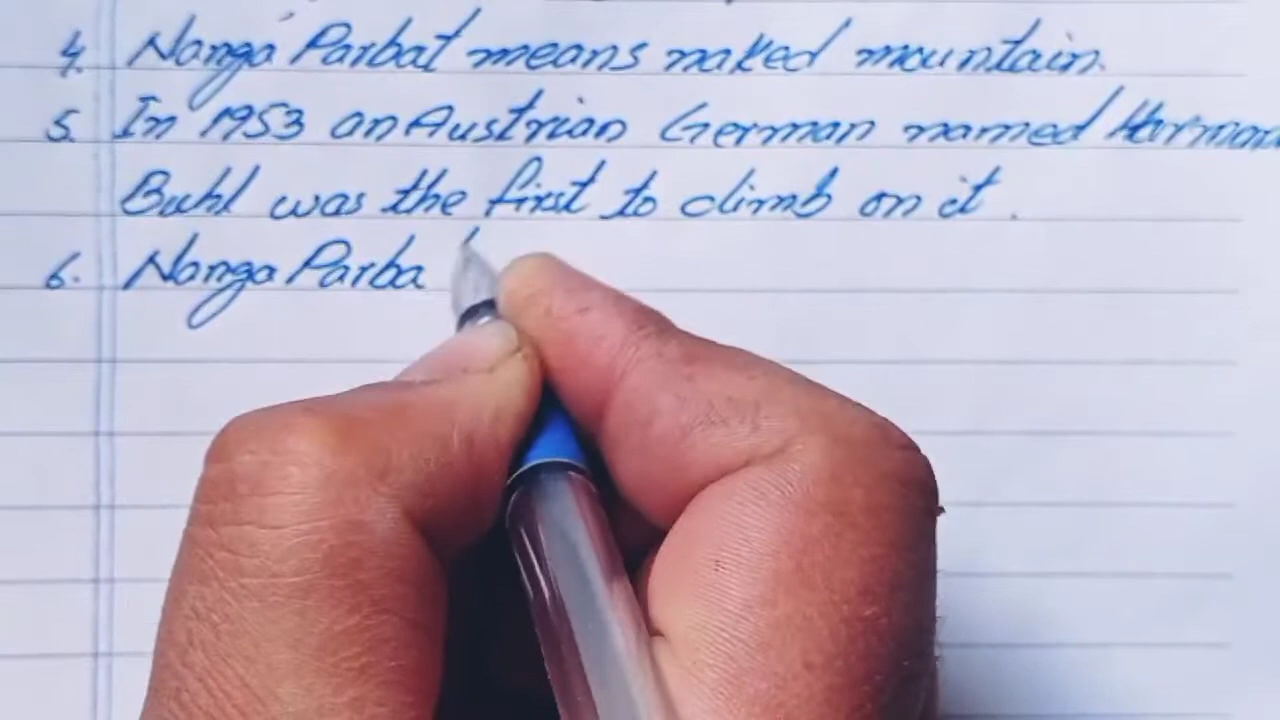 4. Nanga Parbat means naked mountain.
5. In 1953 an Austrian German named Herman
Buhl was the first to climb on it.
6. Nanga Parba